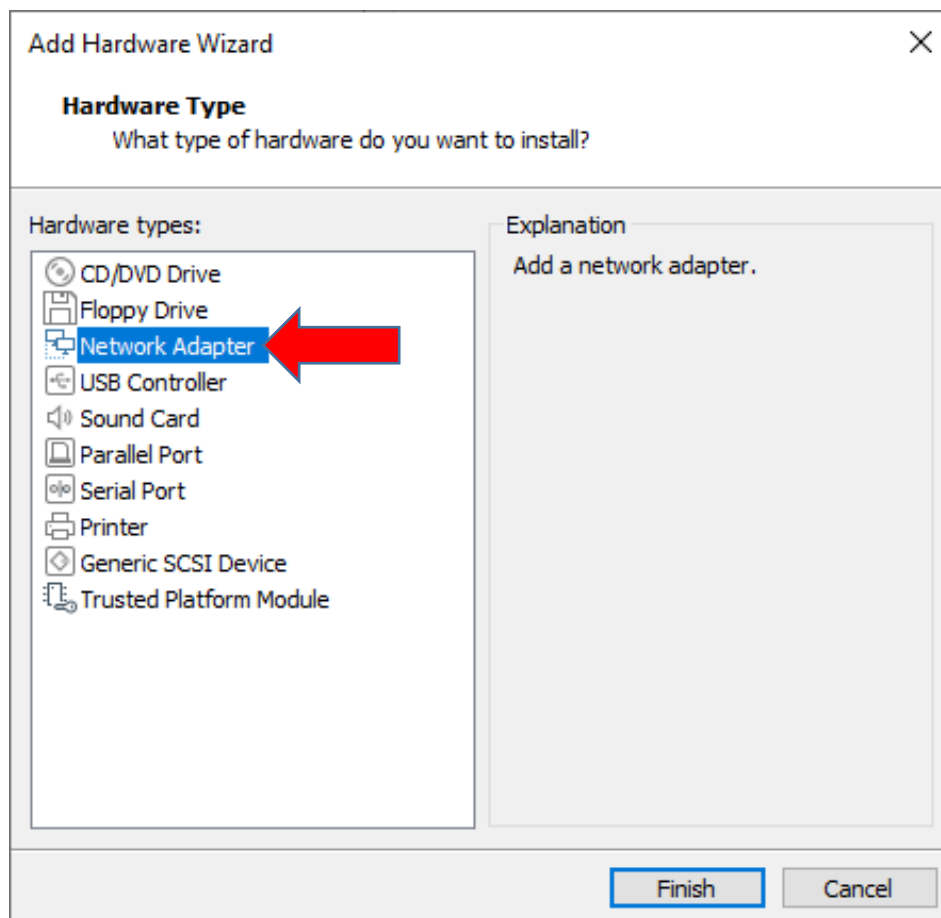 Add Hardware Wizard
Hardware Type
What type of hardware do you want to install?
Hardware types:
CD/DVD Drive
Floppy Drive
Network Adapter
USB Controller
Sound Card
Parallel Port
Serial Port
Printer
Generic SCSI Device
Trusted Platform Module
Explanation
Add a network adapter.
Finish
Cancel